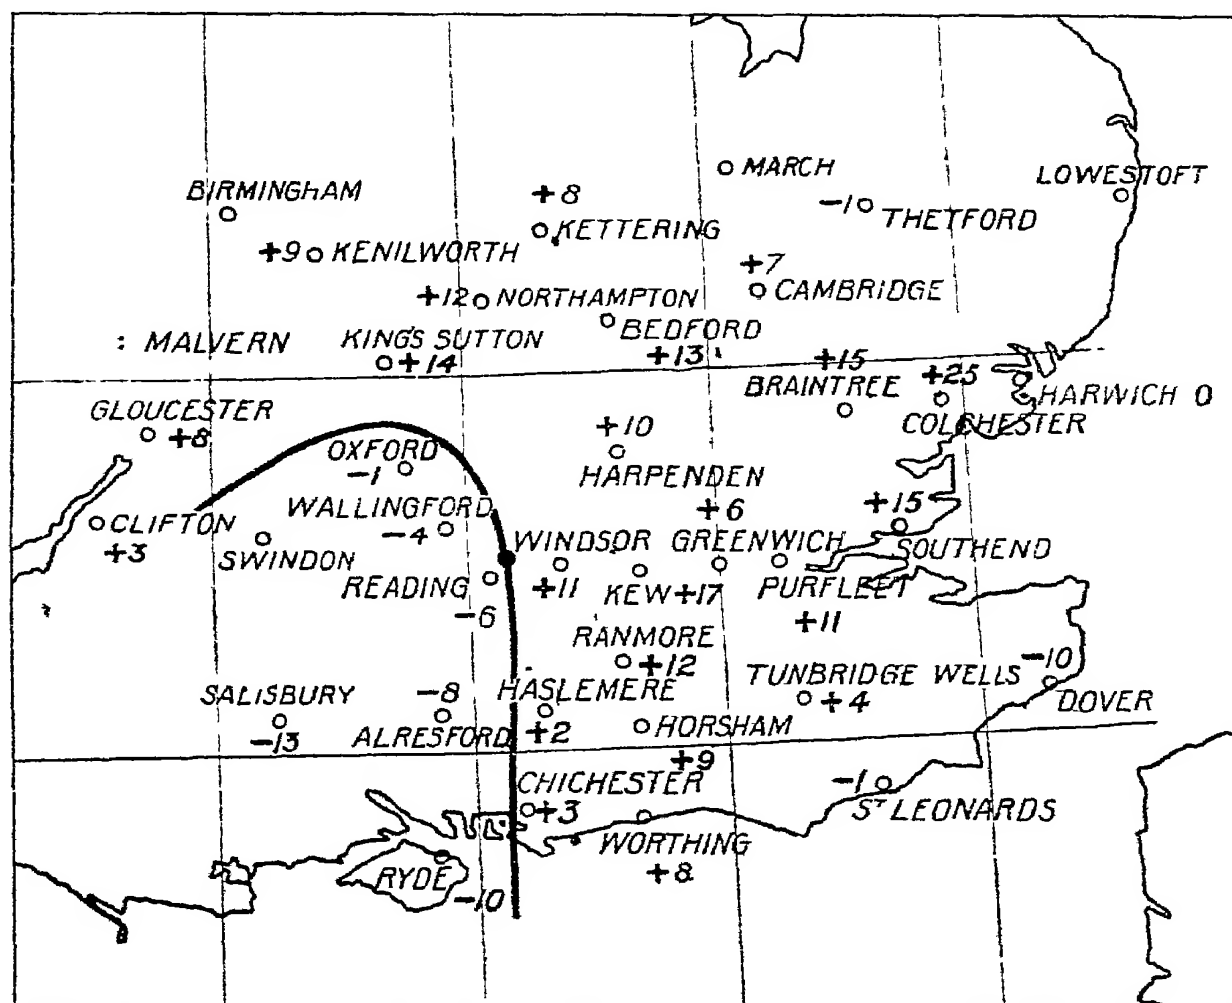 MARCH
LOWESTOFT
BIRMINGHAM
+8
KETTERING
-1 THETFORD
+9 KENILWORTH
+7
CAMBRIDGE
+12 NORTHAMPTON
BEDFORD
+13
: MALVERN
KING'S SUTTON
+14
+15
BRAINTREE
+25
COLCHESTER
HARWICH 0
GLOUCESTER
+8
OXFORD
-1
+10
HARPENDEN
WALLINGFORD
-4
CLIFTON
+3
SWINDON
READING
-6
WINDSOR
+11
KEW +17
+6
GREENWICH
PURFLEET
+11
+15
SOUTHEND
RANMORE
+12
TUNBRIDGE WELLS
+4
-10
DOVER
SALISBURY
-13
-8
ALRESFORD
HASLEMERE
+2
HORSHAM
+9
CHICHESTER
+3
-1
ST LEONARDS
WORTHING
+8
RYDE
-10